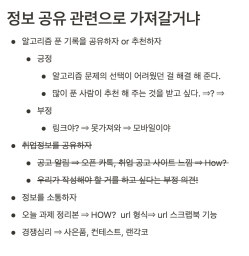 정보 공유 관련으로 가져갈거냐
• 알고리즘 푼 기록을 공유하자 or 추천하자
• 긍정
• 알고리즘 문제의 선택이 어려웠던 걸 해결 해 준다.
• 많이 푼 사람이 추천 해 주는 것을 받고 싶다. ⇒? ⇒
• 부정
• 링크야? ⇒ 못가져와 ⇒ 모바일이야
• 취업정보를 공유하자
• 공고 알림 ⇒ 오픈 카톡, 취업 공고 사이트 느낌 ⇒ How?
• 우리가 작성해야 할 거를 하고 싶다는 부정 의견!
• 정보를 소통하자
• 오늘 과제 정리본 ⇒ HOW? url 형식⇒ url 스크랩북 기능
• 경쟁심리 ⇒ 사은품, 컨테스트, 랜각코